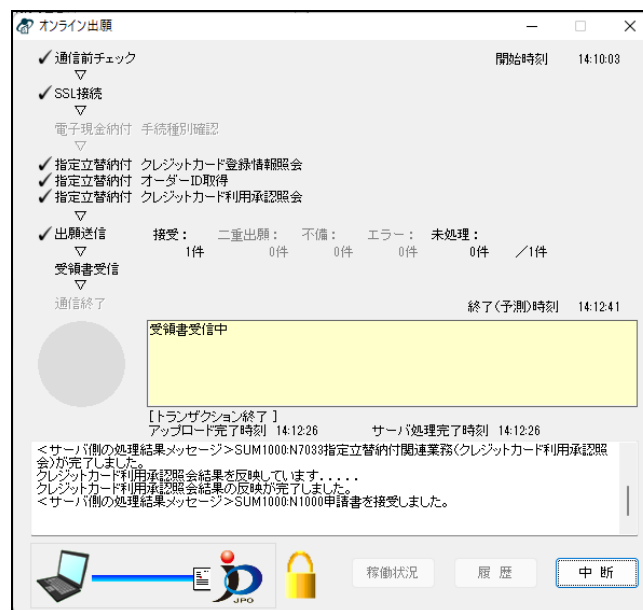 オンライン出願
通信前チェック
開始時刻 14:10:03
▽
SSL接続
▽
電子現金納付 手続種別確認
▽
指定立替納付 クレジットカード登録情報照会
指定立替納付 オーダーID取得
指定立替納付 クレジットカード利用承認照会
▽
出願送信 接受： 二重出願： 不備： エラー： 未処理：
▽ 1件 0件 0件 0件 0件 ／1件
受領書受信
▽
通信終了
終了(予測)時刻 14:12:41
受領書受信中
[トランザクション終了 ]
アップロード完了時刻 14:12:26 サーバ処理完了時刻 14:12:26
＜サーバ側の処理結果メッセージ＞SUM1000:N7033指定立替納付関連業務(クレジットカード利用承認照
会)が完了しました。
クレジットカード利用承認照会結果を反映しています．．．．．
クレジットカード利用承認照会結果の反映が完了しました。
＜サーバ側の処理結果メッセージ＞SUM1000:N1000申請書を接受しました。
JPO
稼働状況 履 歴 中 断